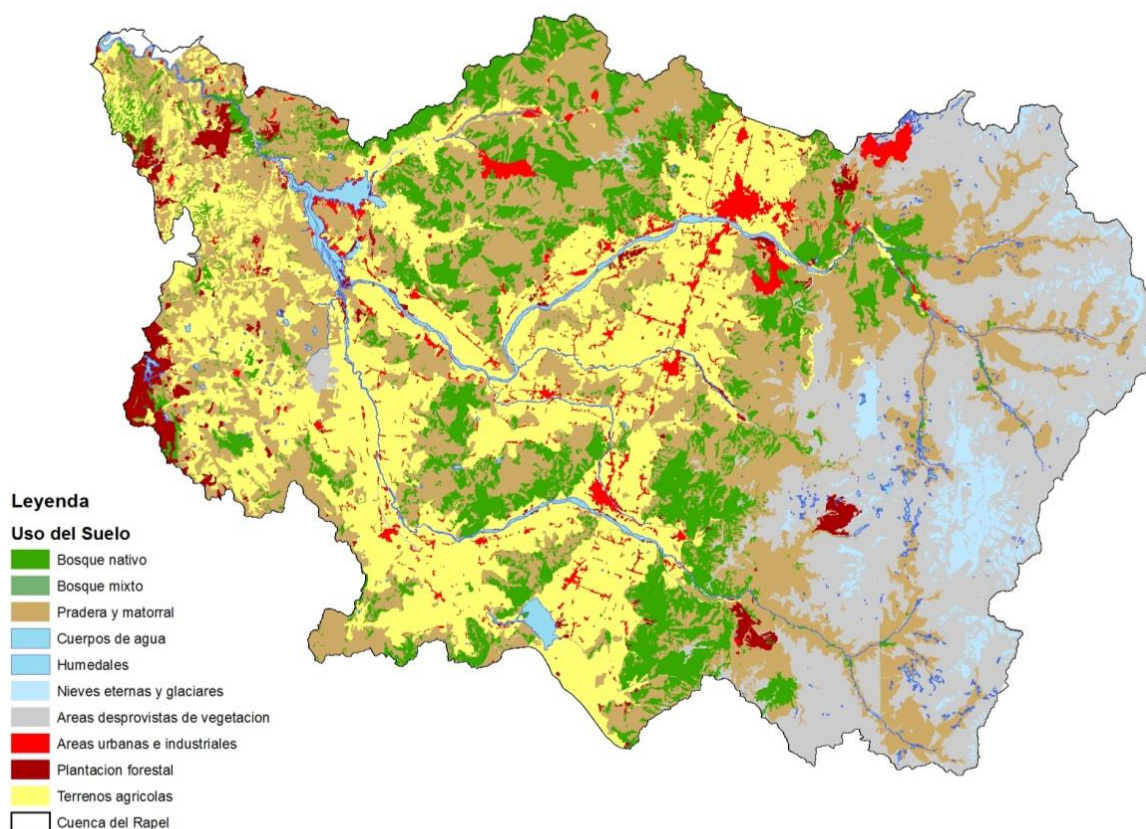 Leyenda
Uso del Suelo
Bosque nativo
Bosque mixto
Pradera y matorral
Cuerpos de agua
Humedales
Nieves eternas y glaciares
Areas desprovistas de vegetacion
Areas urbanas e industriales
Plantacion forestal
Terrenos agricolas
Cuenca del Rapel